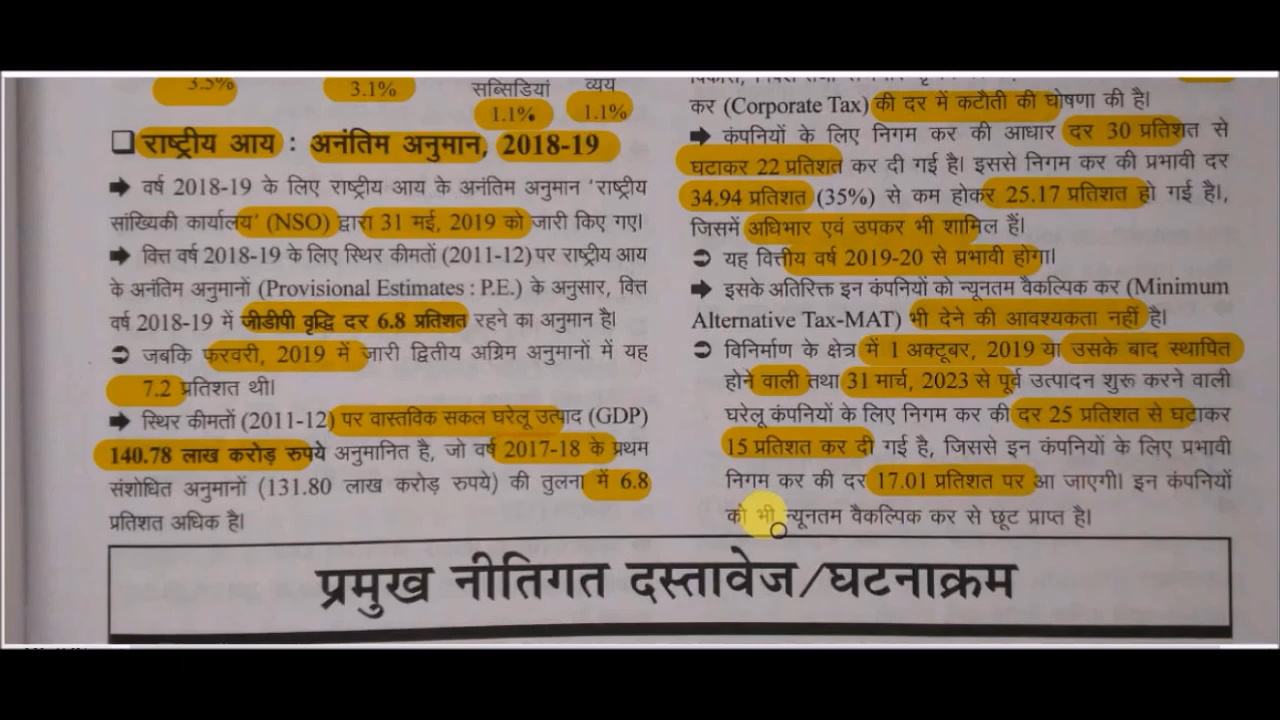 3.5%
3.1%
सब्सिडियां
व्यय
1.1%
1.1%
❑ राष्ट्रीय आय : अनंतिम अनुमान, 2018-19
➡ वर्ष 2018-19 के लिए राष्ट्रीय आय के अनंतिम अनुमान 'राष्ट्रीय
सांख्यिकी कार्यालय' (NSO) द्वारा 31 मई, 2019 को जारी किए गए।
➡ वित्त वर्ष 2018-19 के लिए स्थिर कीमतों (2011-12) पर राष्ट्रीय आय
के अनंतिम अनुमानों (Provisional Estimates : P.E.) के अनुसार, वित्त
वर्ष 2018-19 में जीडीपी वृद्धि दर 6.8 प्रतिशत रहने का अनुमान है।
➲ जबकि फरवरी, 2019 में जारी द्वितीय अग्रिम अनुमानों में यह
7.2 प्रतिशत थी।
➡ स्थिर कीमतों (2011-12) पर वास्तविक सकल घरेलू उत्पाद (GDP)
140.78 लाख करोड़ रुपये अनुमानित है, जो वर्ष 2017-18 के प्रथम
संशोधित अनुमानों (131.80 लाख करोड़ रुपये) की तुलना में 6.8
प्रतिशत अधिक है।
कर (Corporate Tax) की दर में कटौती की घोषणा की है।
➡ कंपनियों के लिए निगम कर की आधार दर 30 प्रतिशत से
घटाकर 22 प्रतिशत कर दी गई है। इससे निगम कर की प्रभावी दर
34.94 प्रतिशत (35%) से कम होकर 25.17 प्रतिशत हो गई है।,
जिसमें अधिभार एवं उपकर भी शामिल हैं।
➲ यह वित्तीय वर्ष 2019-20 से प्रभावी होगा।
➡ इसके अतिरिक्त इन कंपनियों को न्यूनतम वैकल्पिक कर (Minimum
Alternative Tax-MAT) भी देने की आवश्यकता नहीं है।
➲ विनिर्माण के क्षेत्र में 1 अक्टूबर, 2019 या उसके बाद स्थापित
होने वाली तथा 31 मार्च, 2023 से पूर्व उत्पादन शुरू करने वाली
घरेलू कंपनियों के लिए निगम कर की दर 25 प्रतिशत से घटाकर
15 प्रतिशत कर दी गई है, जिससे इन कंपनियों के लिए प्रभावी
निगम कर की दर 17.01 प्रतिशत पर आ जाएगी। इन कंपनियों
को भी न्यूनतम वैकल्पिक कर से छूट प्राप्त है।
प्रमुख नीतिगत दस्तावेज/घटनाक्रम